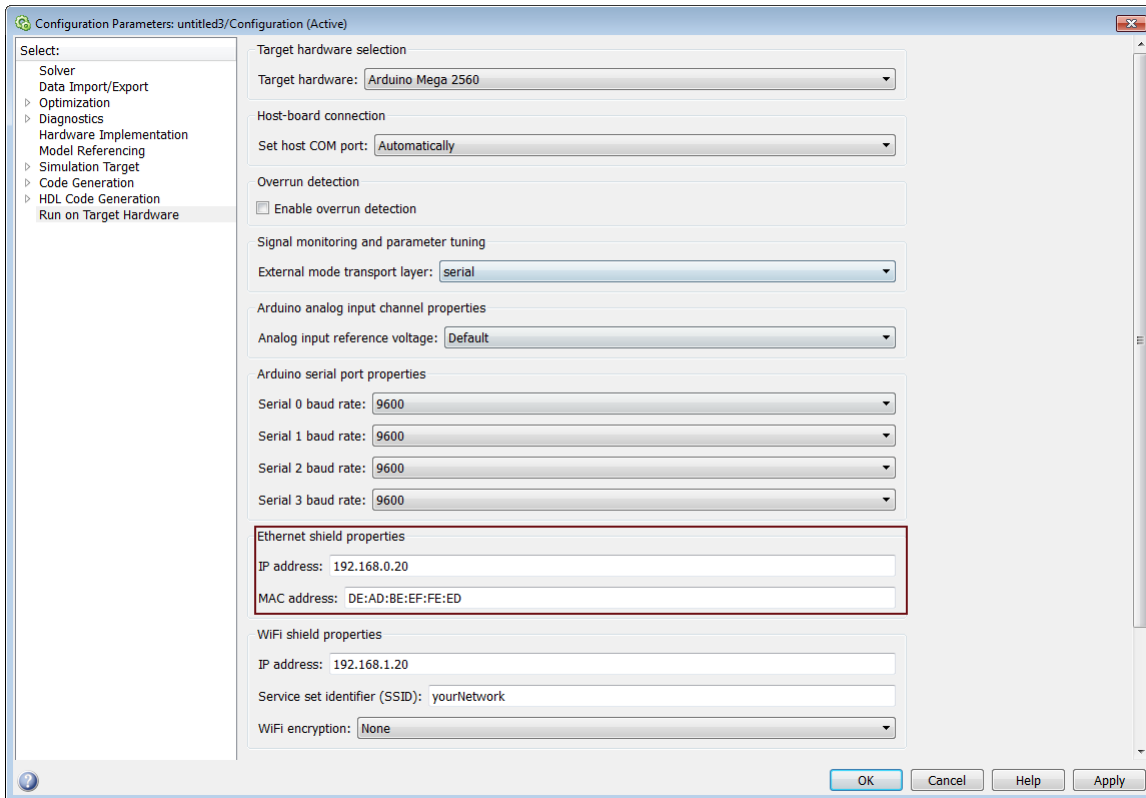 Configuration Parameters: untitled3/Configuration (Active)
Select:
Solver
Data Import/Export
Optimization
Diagnostics
Hardware Implementation
Model Referencing
Simulation Target
Code Generation
HDL Code Generation
Run on Target Hardware
Target hardware selection
Target hardware: Arduino Mega 2560
Host-board connection
Set host COM port: Automatically
Overrun detection
Enable overrun detection
Signal monitoring and parameter tuning
External mode transport layer: serial
Arduino analog input channel properties
Analog input reference voltage: Default
Arduino serial port properties
Serial 0 baud rate: 9600
Serial 1 baud rate: 9600
Serial 2 baud rate: 9600
Serial 3 baud rate: 9600
Ethernet shield properties
IP address: 192.168.0.20
MAC address: DE:AD:BE:EF:FE:ED
WiFi shield properties
IP address: 192.168.1.20
Service set identifier (SSID): yourNetwork
WiFi encryption: None
? OK Cancel Help Apply